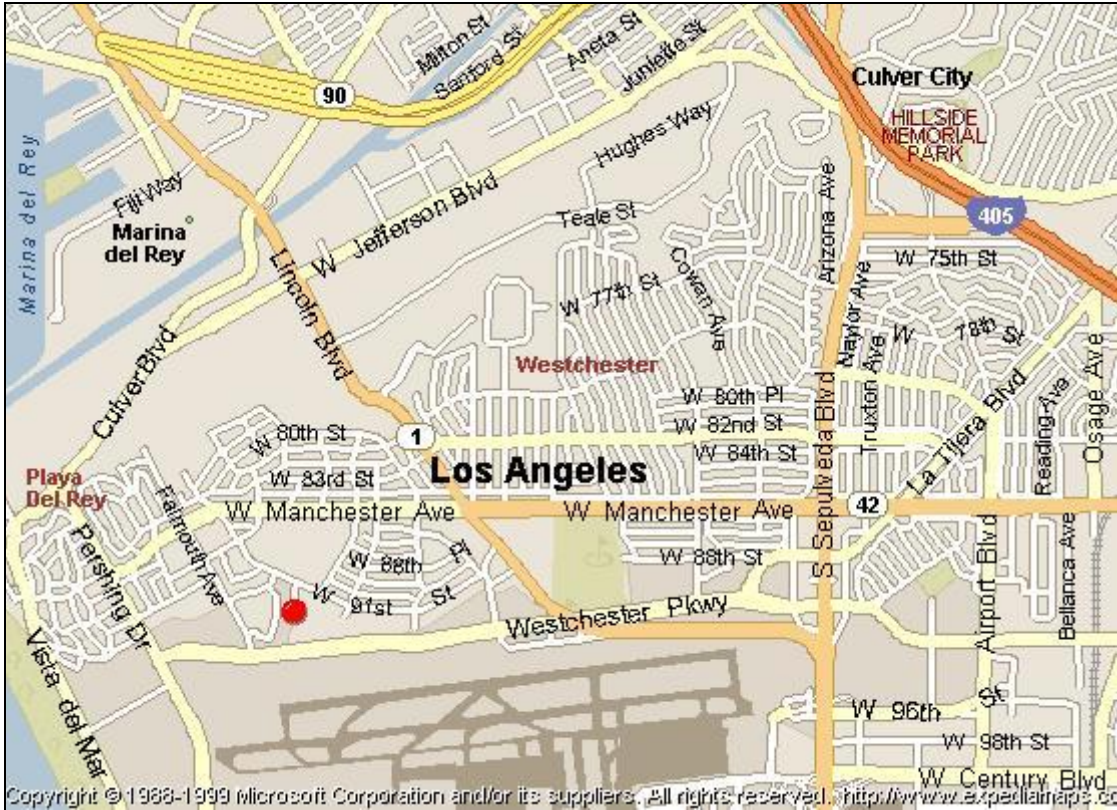 Milton St
Sanford St
Aneta St
Juniette St
Culver City
90
HILLSIDE
MEMORIAL
PARK
Hughes Way
Marina del Rey
Fiji Way
Marina
del Rey
W Jefferson Blvd
Teale St
Arizona Ave
405
Lincoln Blvd
Cowan Ave
W 75th St
W 77th St
Naylor Ave
W 78th St
Culver Blvd
Westchester
Truxton Ave
La Tijera Blvd
Reading Ave
Osage Ave
W 80th Pl
W 80th St
1
W 82nd St
W 84th St
Playa
Del Rey
W 83rd St
Los Angeles
S Sepulveda Blvd
W Manchester Ave
W Manchester Ave
42
Falmouth Ave
Pershing Dr
W 88th Pl
W 88th St
W 91st St
Airport Blvd
Bellanca Ave
Westchester Pkwy
Vista del Mar
W 96th St
W 98th St
W Century Blvd
Copyright © 1988-1999 Microsoft Corporation and/or its suppliers. All rights reserved. http://www.expediamaps.c